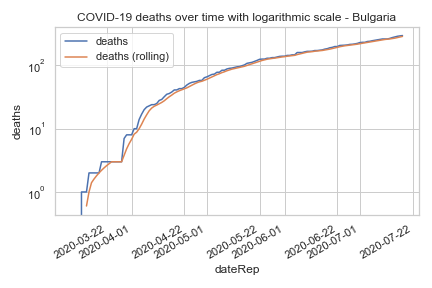 COVID-19 deaths over time with logarithmic scale - Bulgaria
deaths
deaths (rolling)
10²
10¹
10⁰
deaths
2020-03-22
2020-04-01
2020-04-22
2020-05-01
2020-05-22
2020-06-01
2020-06-22
2020-07-01
2020-07-22
dateRep